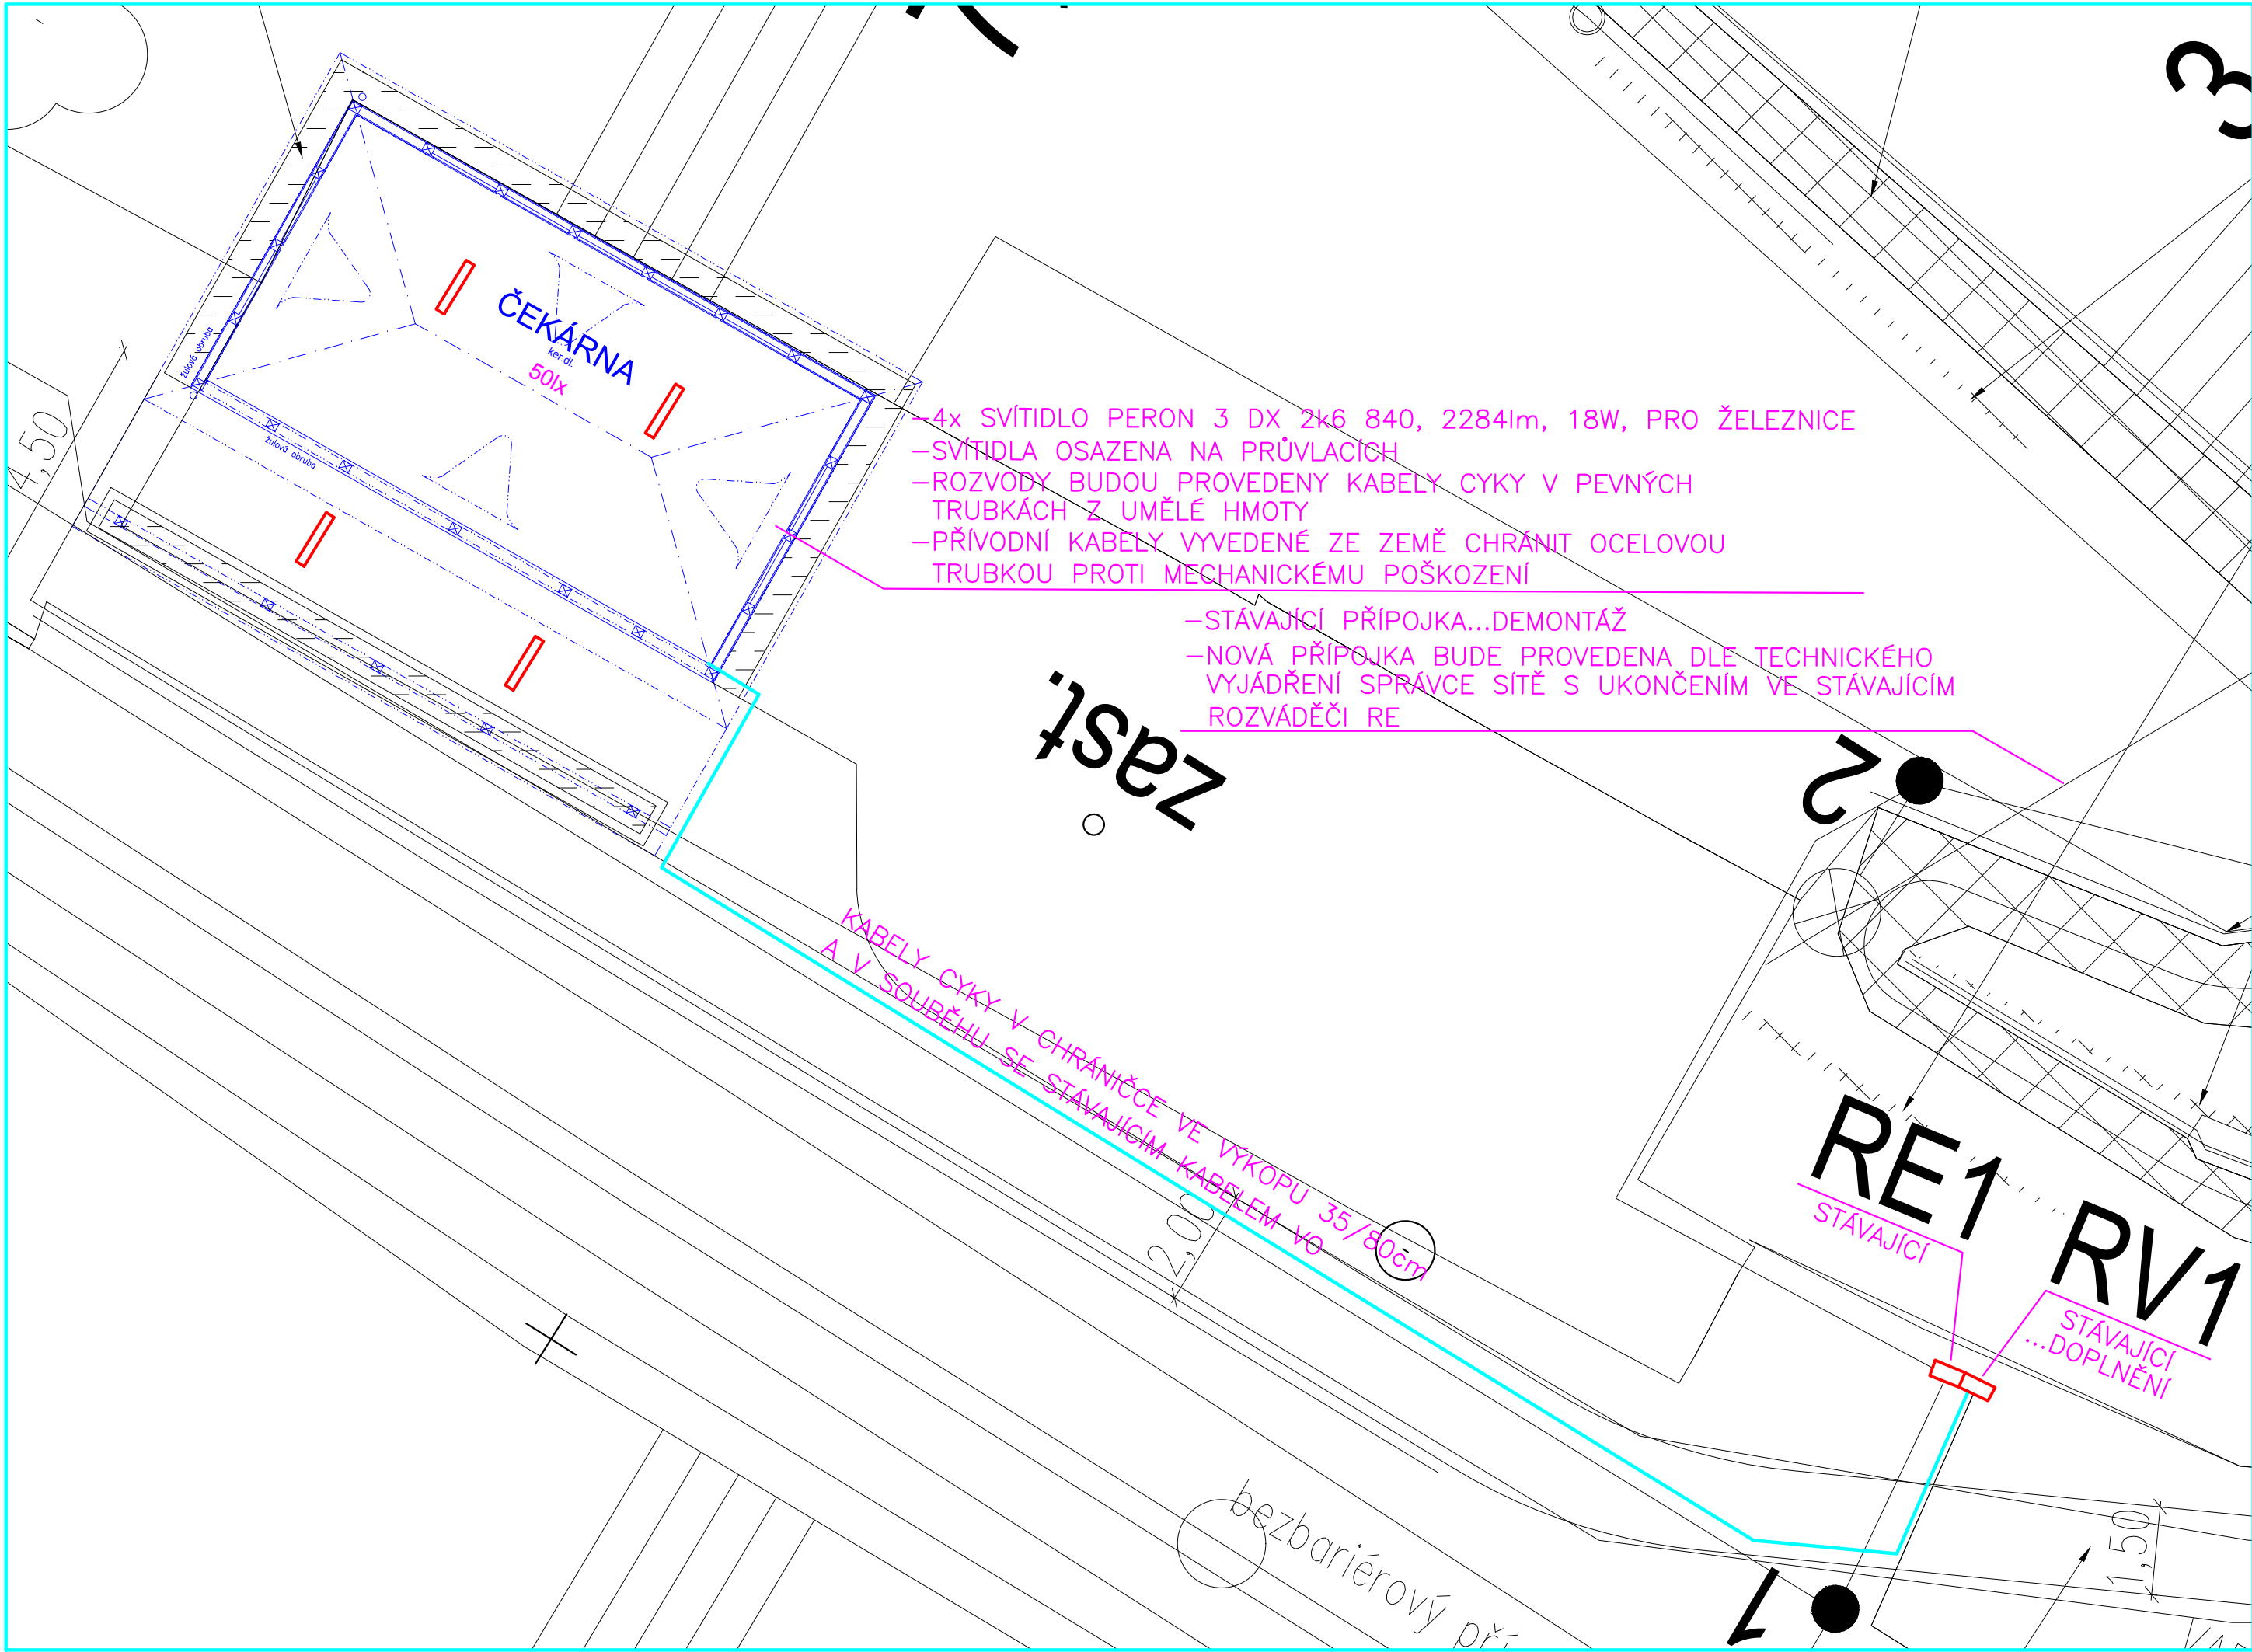 3
ČEKÁRNA
ker.dl.
50lx
žulová obruba
žulová obruba
4,50
-4x SVÍTIDLO PERON 3 DX 2k6 840, 2284lm, 18W, PRO ŽELEZNICE
-SVÍTIDLA OSAZENA NA PRŮVLACÍCH
-ROZVODY BUDOU PROVEDENY KABELY CYKY V PEVNÝCH
TRUBKÁCH Z UMĚLÉ HMOTY
-PŘÍVODNÍ KABELY VYVEDENÉ ZE ZEMĚ CHRÁNIT OCELOVOU
TRUBKOU PROTI MECHANICKÉMU POŠKOZENÍ
-STÁVAJÍCÍ PŘÍPOJKA...DEMONTÁŽ
-NOVÁ PŘÍPOJKA BUDE PROVEDENA DLE TECHNICKÉHO
VYJÁDŘENÍ SPRÁVCE SÍTĚ S UKONČENÍM VE STÁVAJÍCÍM
ROZVÁDĚČI RE
zast.
2
KABELY CYKY V CHRÁNIČCE VE VÝKOPU 35/80cm
A V SOUBĚHU SE STÁVAJÍCÍM KABELEM VO
2,00
RE1
STÁVAJÍCÍ
RV1
STÁVAJÍCÍ
...DOPLNĚNÍ
bezbariérový pří
1,50
1